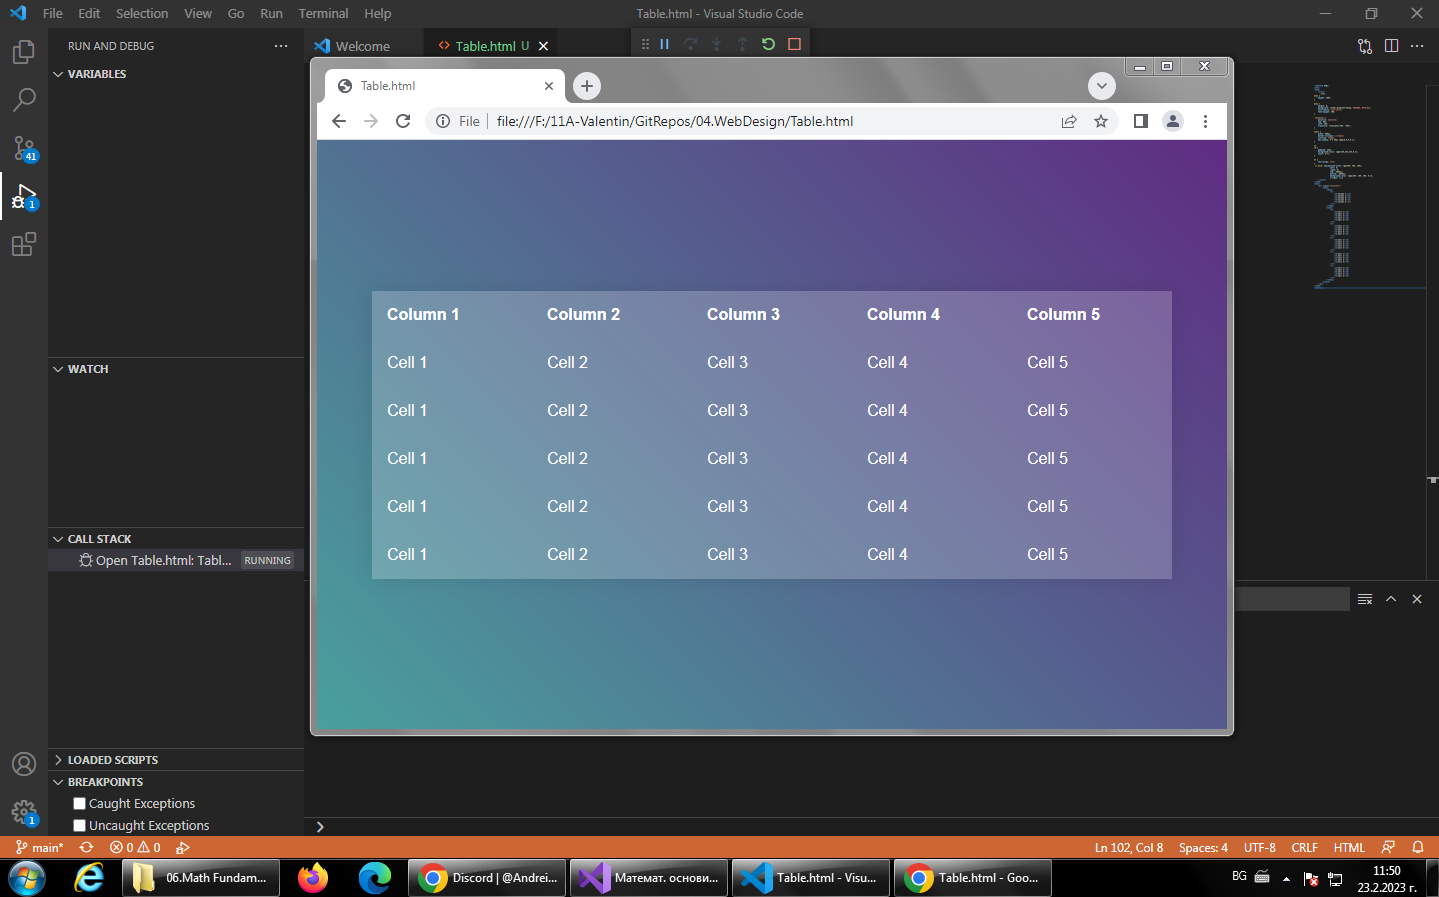 File Edit Selection View Go Run Terminal Help
Table.html - Visual Studio Code
RUN AND DEBUG
Welcome
Table.html U
VARIABLES
Table.html
File
file:///F:/11A-Valentin/GitRepos/04.WebDesign/Table.html
41
1
Column 1 Column 2 Column 3 Column 4 Column 5
Cell 1 Cell 2 Cell 3 Cell 4 Cell 5
Cell 1 Cell 2 Cell 3 Cell 4 Cell 5
Cell 1 Cell 2 Cell 3 Cell 4 Cell 5
Cell 1 Cell 2 Cell 3 Cell 4 Cell 5
Cell 1 Cell 2 Cell 3 Cell 4 Cell 5
WATCH
CALL STACK
Open Table.html: Tabl... RUNNING
LOADED SCRIPTS
BREAKPOINTS
Caught Exceptions
Uncaught Exceptions
1
main* 0 0
Ln 102, Col 8 Spaces: 4 UTF-8 CRLF HTML
06.Math Fundam...
Discord | @Andrei...
Математ. основи...
Table.html - Visu...
Table.html - Goo...
BG
11:50
23.2.2023 г.